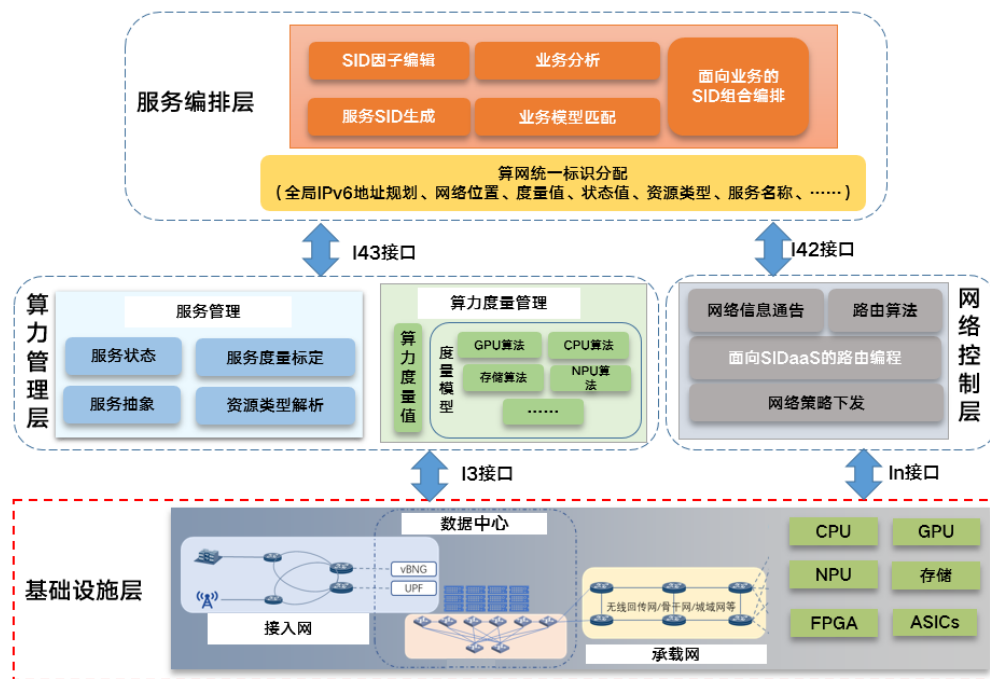 服务编排层
SID因子编辑
业务分析
服务SID生成
业务模型匹配
面向业务的
SID组合编排
算网统一标识分配
（全局IPv6地址规划、网络位置、度量值、状态值、资源类型、服务名称、……）
I43接口
I42接口
算力管理层
服务管理
服务状态
服务度量标定
服务抽象
资源类型解析
算力度量管理
算力度量值
度量模型
GPU算法
CPU算法
存储算法
NPU算
法
……
网络信息通告
路由算法
面向SIDaaS的路由编程
网络策略下发
网络控制层
I3接口
In接口
基础设施层
数据中心
vBNG
UPF
接入网
无线回传网/骨干网/城域网等
承载网
CPU
GPU
NPU
存储
FPGA
ASICs